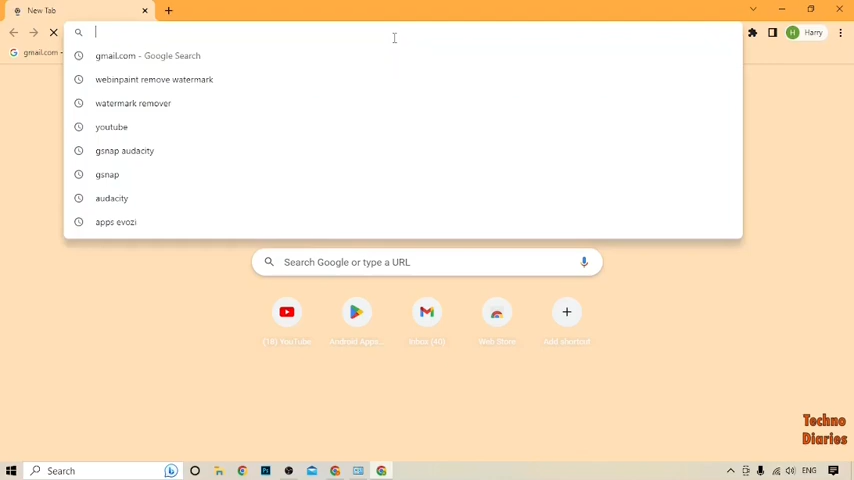 New Tab
Harry
gmail.com -
gmail.com - Google Search
webinpaint remove watermark
watermark remover
youtube
gsnap audacity
gsnap
audacity
apps evozi
Search Google or type a URL
(18) YouTube
Android Apps...
Inbox (40)
Web Store
Add shortcut
Techno
Diaries
Search
ENG